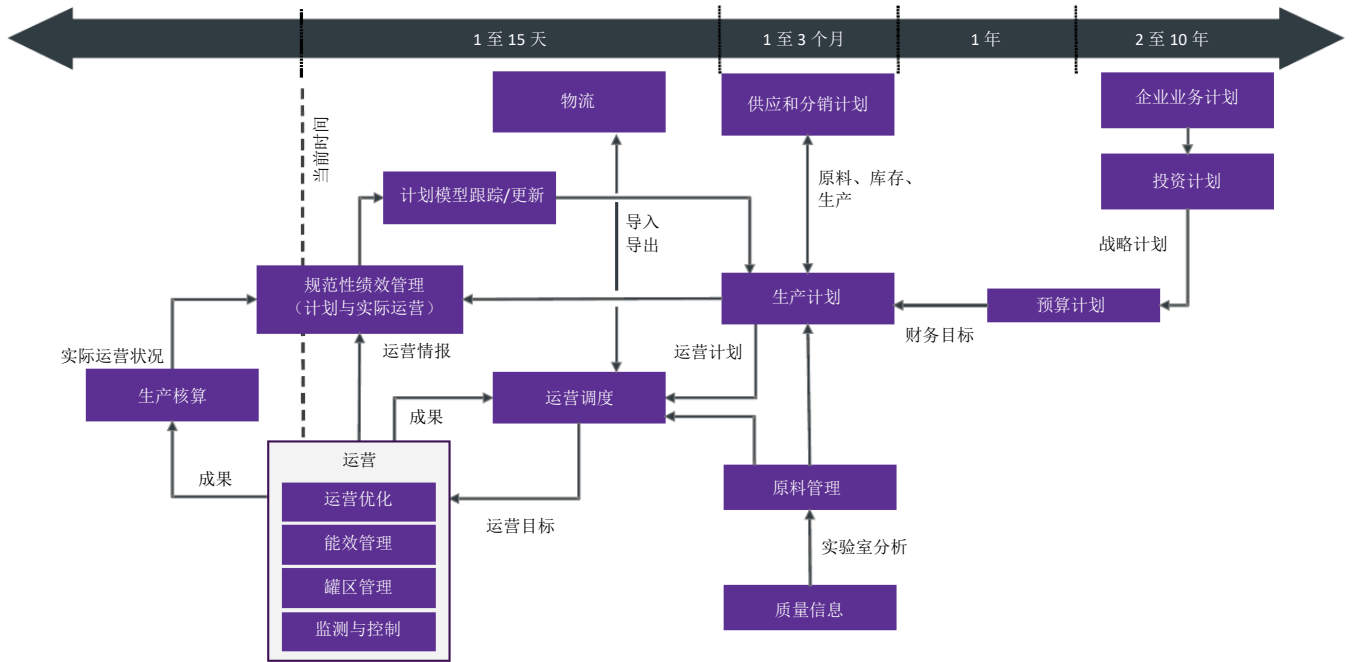 1 至 15 天
1 至 3 个月
1 年
2 至 10 年
当前时间
物流
供应和分销计划
企业业务计划
投资计划
计划模型跟踪/更新
原料、库存、
生产
导入
导出
战略计划
规范性绩效管理
（计划与实际运营）
生产计划
预算计划
财务目标
实际运营状况
运营情报
运营计划
生产核算
运营调度
成果
成果
运营
运营优化
能效管理
罐区管理
监测与控制
运营目标
原料管理
实验室分析
质量信息